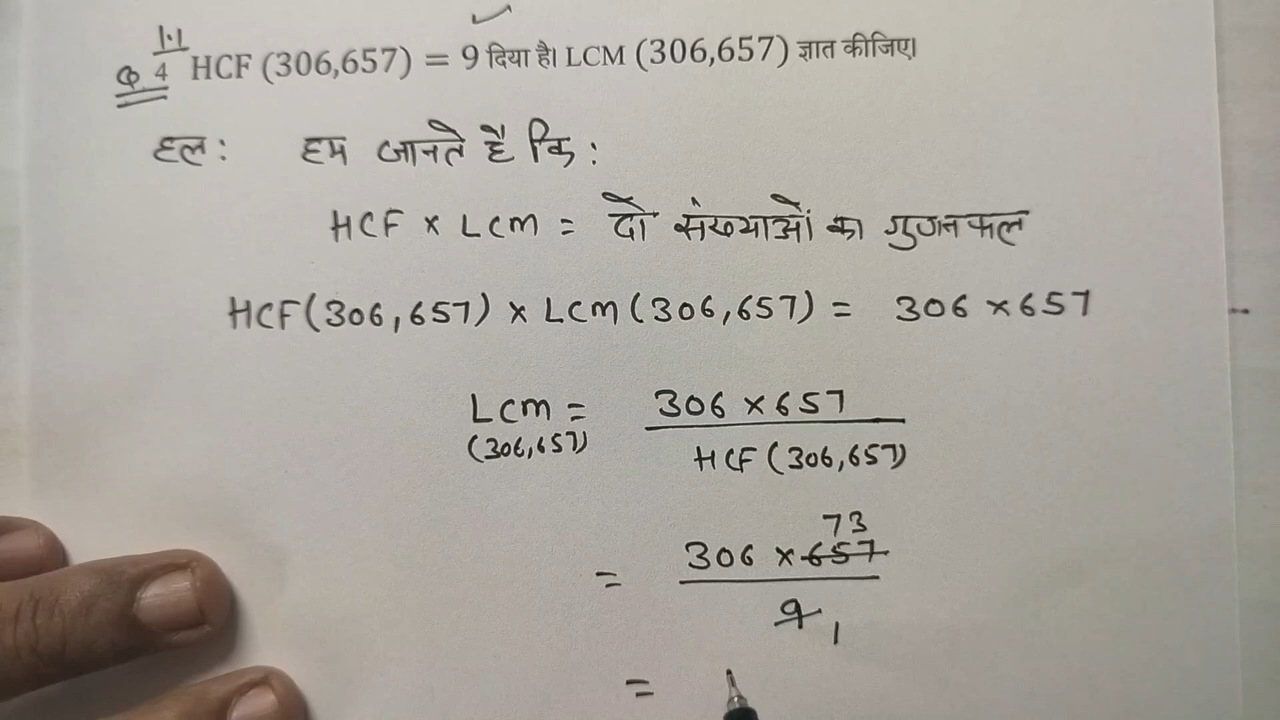 1.1
Q. 4 HCF (306,657) = 9 दिया है। LCM (306,657) ज्ञात कीजिए।
हल : हम जानते है कि :
HCF × LCM = दो संख्याओं का गुणनफल
HCF(306,657) × LCM(306,657) = 306 × 657
LCM = 306 × 657
(306,657) HCF(306,657)
73
= 306 × 657
9 1
=